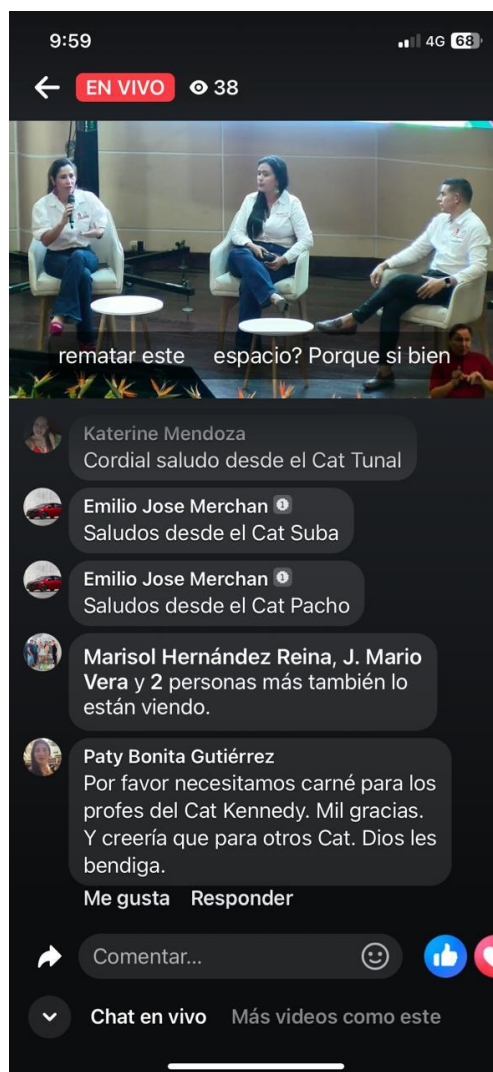 9:59 4G 68
EN VIVO 38
rematar este espacio? Porque si bien
Katerine Mendoza
Cordial saludo desde el Cat Tunal
Emilio Jose Merchan
Saludos desde el Cat Suba
Emilio Jose Merchan
Saludos desde el Cat Pacho
Marisol Hernández Reina, J. Mario
Vera y 2 personas más también lo
están viendo.
Paty Bonita Gutiérrez
Por favor necesitamos carné para los
profes del Cat Kennedy. Mil gracias.
Y creería que para otros Cat. Dios les
bendiga.
Me gusta Responder
Comentar...
Chat en vivo Más videos como este